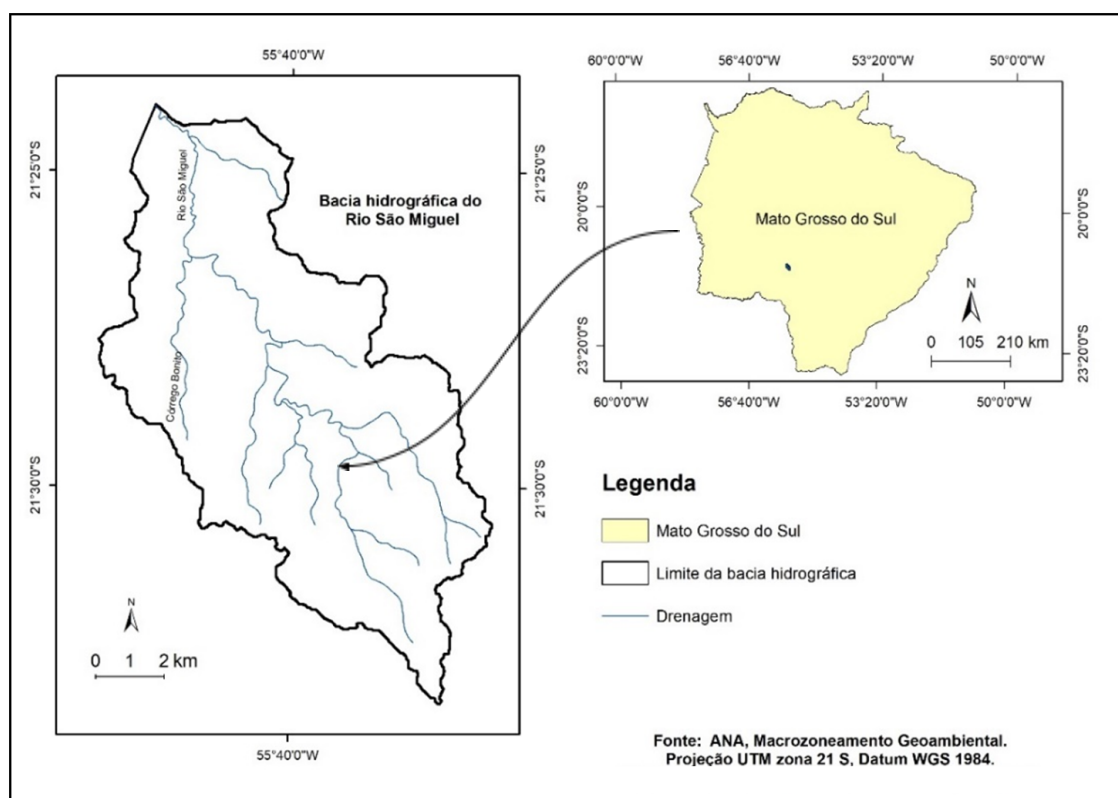 55°40'0"W
21°25'0"S
Rio São Miguel
Bacia hidrográfica do
Rio São Miguel
21°25'0"S
Córrego Bonito
21°30'0"S
21°30'0"S
N
0 1 2 km
55°40'0"W
60°0'0"W 56°40'0"W 53°20'0"W 50°0'0"W
20°0'0"S
Mato Grosso do Sul
20°0'0"S
N
0 105 210 km
23°20'0"S
23°20'0"S
60°0'0"W 56°40'0"W 53°20'0"W 50°0'0"W
Legenda
Mato Grosso do Sul
Limite da bacia hidrográfica
Drenagem
Fonte: ANA, Macrozoneamento Geoambiental.
Projeção UTM zona 21 S, Datum WGS 1984.